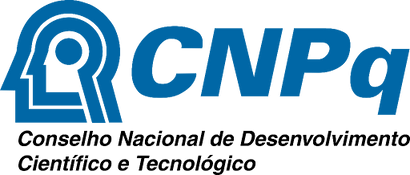 CNPq
Conselho Nacional de Desenvolvimento
Científico e Tecnológico